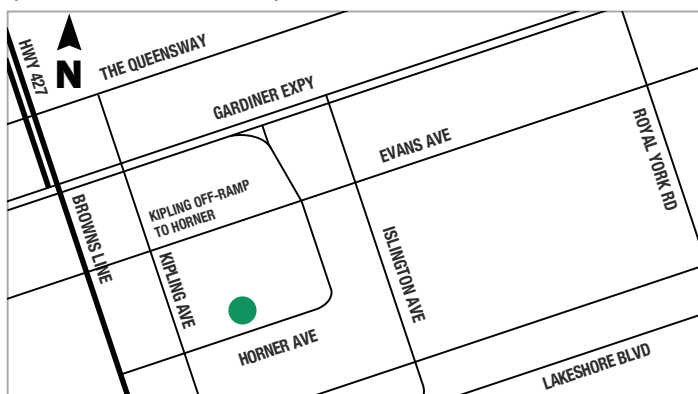 HWY 427
N
THE QUEENSWAY
GARDINER EXPY
EVANS AVE
ROYAL YORK RD
KIPLING OFF-RAMP
TO HORNER
BROWNS LINE
KIPLING AVE
ISLINGTON AVE
HORNER AVE
LAKESHORE BLVD